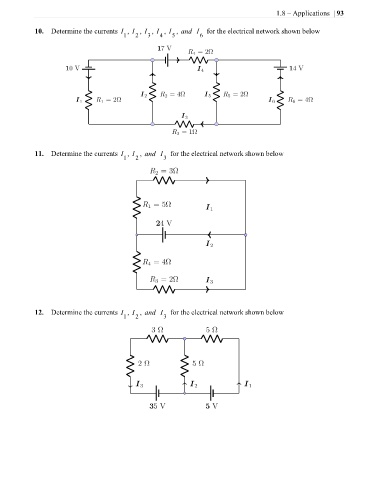 1.8 – Applications | 93
10. Determine the currents I1, I2, I3, I4, I5, and I6 for the electrical network shown below
17 V
R4 = 2Ω
10 V
I4
14 V
I1
R1 = 2Ω
I2
R2 = 4Ω
I5
R5 = 2Ω
I6
R6 = 4Ω
I3
R3 = 1Ω
11. Determine the currents I1, I2, and I3 for the electrical network shown below
R2 = 3Ω
R1 = 5Ω
I1
24 V
I2
R4 = 4Ω
R3 = 2Ω
I3
12. Determine the currents I1, I2, and I3 for the electrical network shown below
3 Ω 5 Ω
2 Ω 5 Ω
I3 I2 I1
35 V 5 V